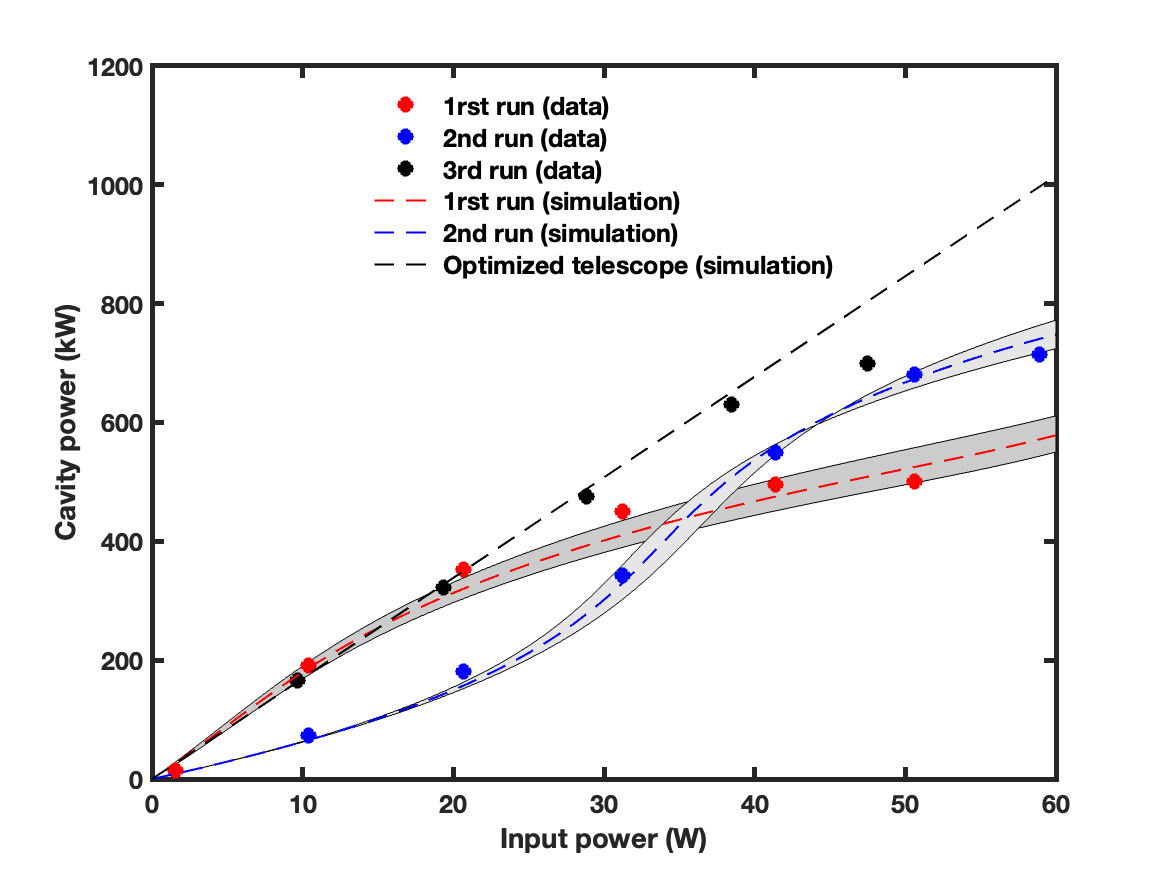 1200
1000
800
600
400
200
0
1rst run (data)
2nd run (data)
3rd run (data)
1rst run (simulation)
2nd run (simulation)
Optimized telescope (simulation)
Cavity power (kW)
0 10 20 30 40 50 60
Input power (W)